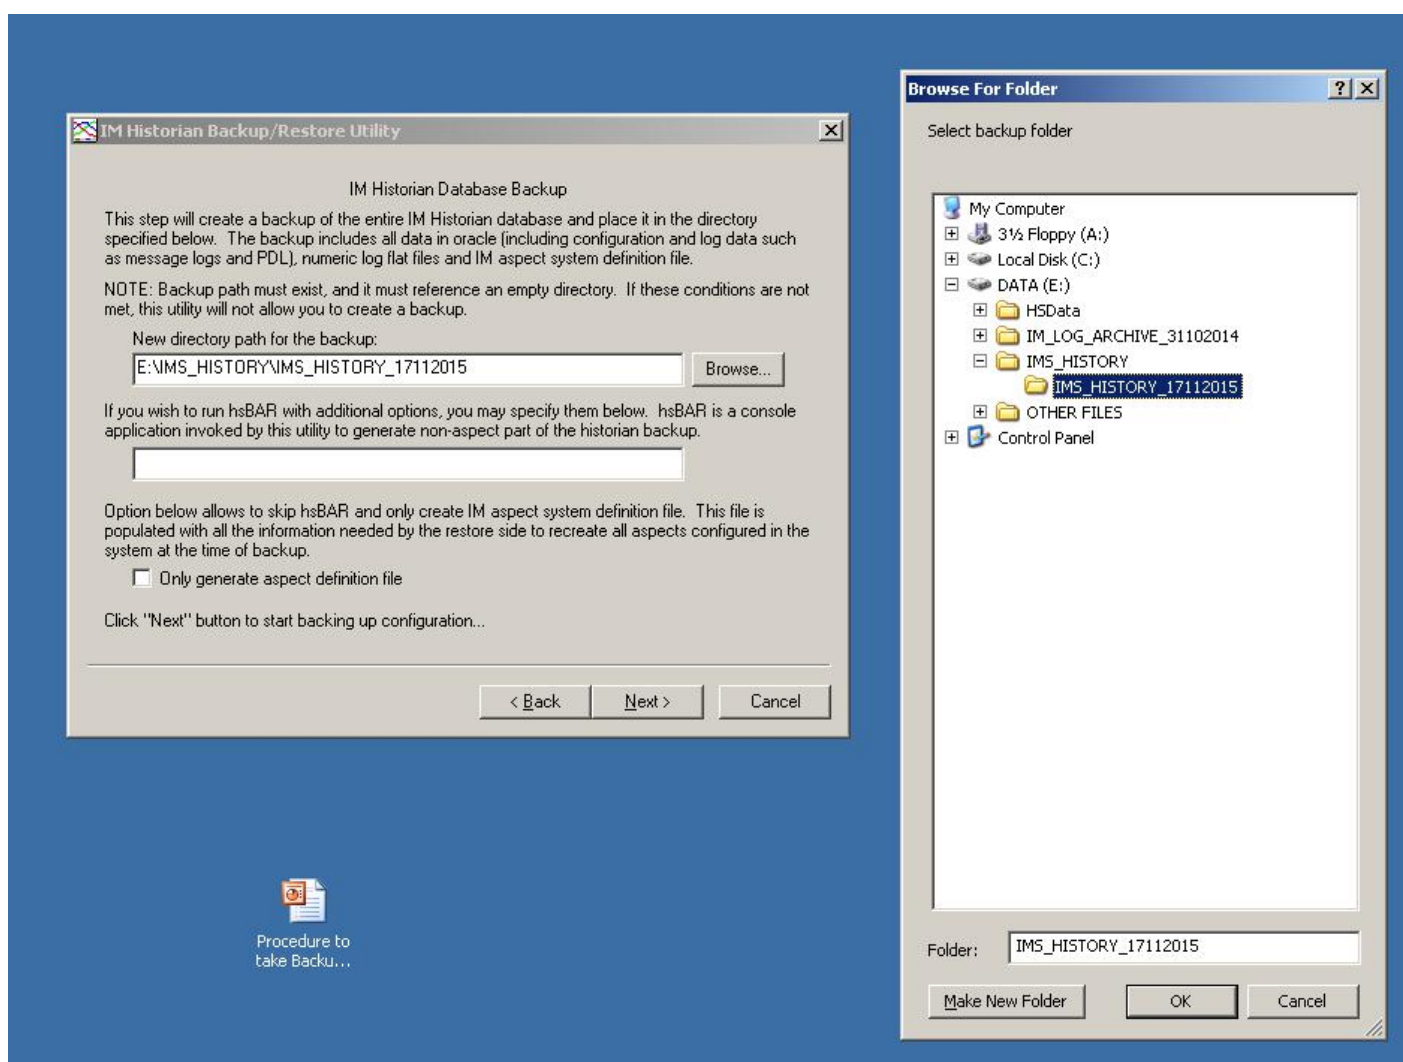 IM Historian Backup/Restore Utility
IM Historian Database Backup
This step will create a backup of the entire IM Historian database and place it in the directory
specified below.  The backup includes all data in oracle (including configuration and log data such
as message logs and PDL), numeric log flat files and IM aspect system definition file.
NOTE: Backup path must exist, and it must reference an empty directory.  If these conditions are not
met, this utility will not allow you to create a backup.
New directory path for the backup:
E:\IMS_HISTORY\IMS_HISTORY_17112015
Browse...
If you wish to run hsBAR with additional options, you may specify them below.  hsBAR is a console
application invoked by this utility to generate non-aspect part of the historian backup.
Option below allows to skip hsBAR and only create IM aspect system definition file.  This file is
populated with all the information needed by the restore side to recreate all aspects configured in the
system at the time of backup.
Only generate aspect definition file
Click "Next" button to start backing up configuration...
< Back
Next >
Cancel
Procedure to
take Backu...
Browse For Folder
Select backup folder
My Computer
3½ Floppy (A:)
Local Disk (C:)
DATA (E:)
HSData
IM_LOG_ARCHIVE_31102014
IMS_HISTORY
IMS_HISTORY_17112015
OTHER FILES
Control Panel
Folder:
IMS_HISTORY_17112015
Make New Folder
OK
Cancel